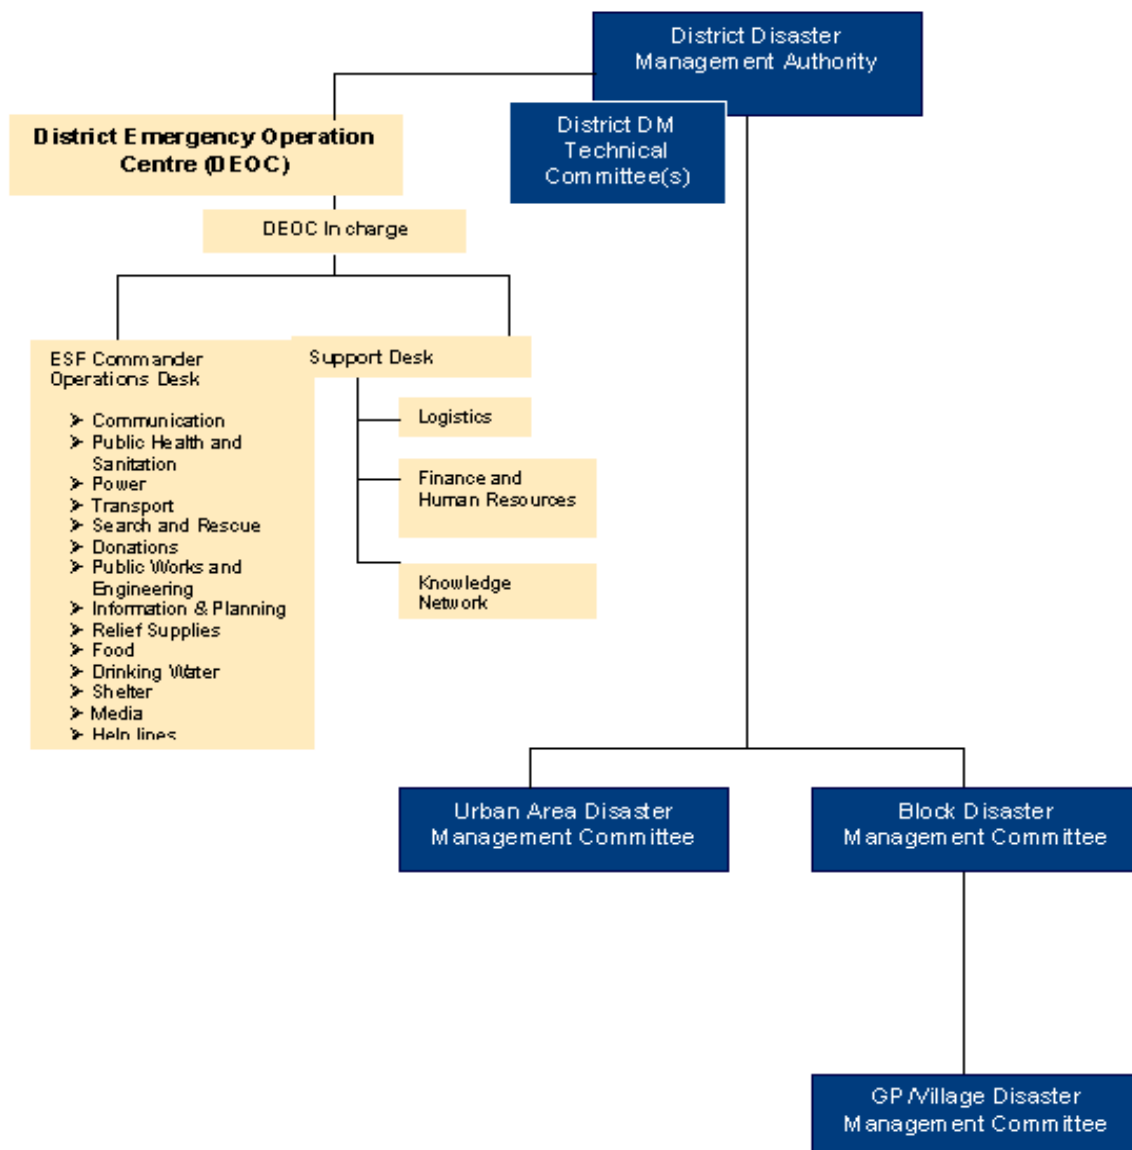 District Disaster
Management Authority
District DM
Technical
Committee(s)
District Emergency Operation
Centre (DEOC)
DEOC In charge
ESF Commander
Operations Desk
➢ Communication
➢ Public Health and
Sanitation
➢ Power
➢ Transport
➢ Search and Rescue
➢ Donations
➢ Public Works and
Engineering
➢ Information & Planning
➢ Relief Supplies
➢ Food
➢ Drinking Water
➢ Shelter
➢ Media
➢ Help lines
Support Desk
Logistics
Finance and
Human Resources
Knowledge
Network
Urban Area Disaster
Management Committee
Block Disaster
Management Committee
GP/Village Disaster
Management Committee